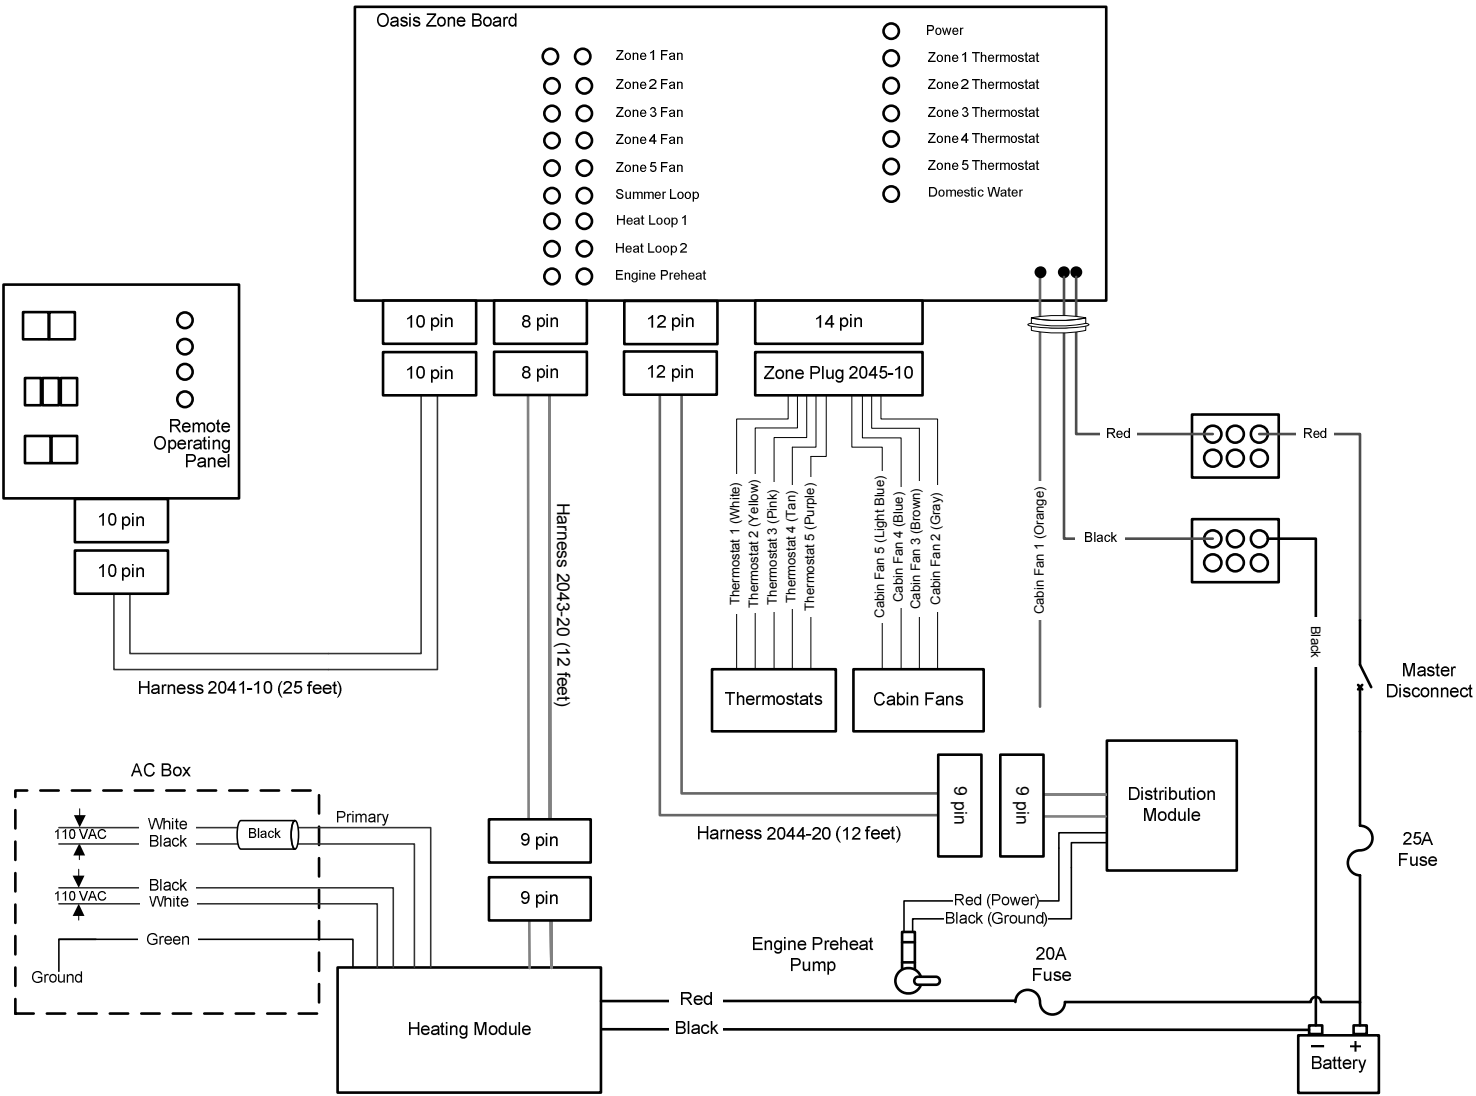 Oasis Zone Board
Zone 1 Fan
Zone 2 Fan
Zone 3 Fan
Zone 4 Fan
Zone 5 Fan
Summer Loop
Heat Loop 1
Heat Loop 2
Engine Preheat
Power
Zone 1 Thermostat
Zone 2 Thermostat
Zone 3 Thermostat
Zone 4 Thermostat
Zone 5 Thermostat
Domestic Water
10 pin
8 pin
12 pin
14 pin
10 pin
8 pin
12 pin
Zone Plug 2045-10
Remote
Operating
Panel
10 pin
10 pin
Harness 2041-10 (25 feet)
Harness 2043-20 (12 feet)
Thermostat 1 (White)
Thermostat 2 (Yellow)
Thermostat 3 (Pink)
Thermostat 4 (Tan)
Thermostat 5 (Purple)
Cabin Fan 5 (Light Blue)
Cabin Fan 4 (Blue)
Cabin Fan 3 (Brown)
Cabin Fan 2 (Gray)
Cabin Fan 1 (Orange)
Red
Red
Black
Black
Thermostats
Cabin Fans
Master
Disconnect
AC Box
White
110 VAC
Black
Black
Primary
Black
110 VAC
White
Green
Ground
9 pin
9 pin
9 pin
9 pin
Harness 2044-20 (12 feet)
Distribution
Module
25A
Fuse
Red (Power)
Black (Ground)
Engine Preheat
Pump
20A
Fuse
Heating Module
Red
Black
− +
Battery